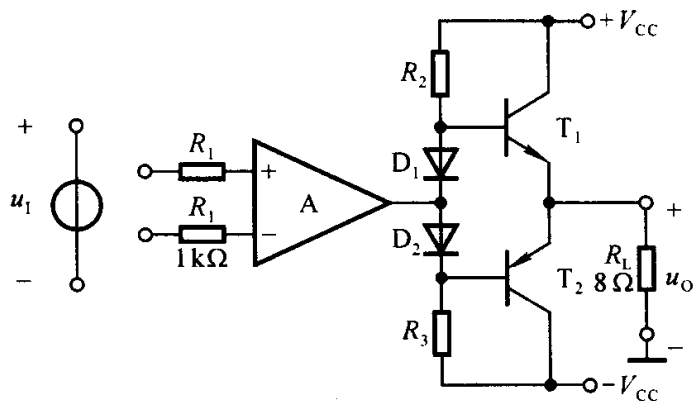 +V_CC
R_2
T_1
+
R_1
+
D_1
u_I
A
+
R_1
−
1 kΩ
D_2
−
T_2
R_L
8 Ω
u_O
R_3
−
−V_CC